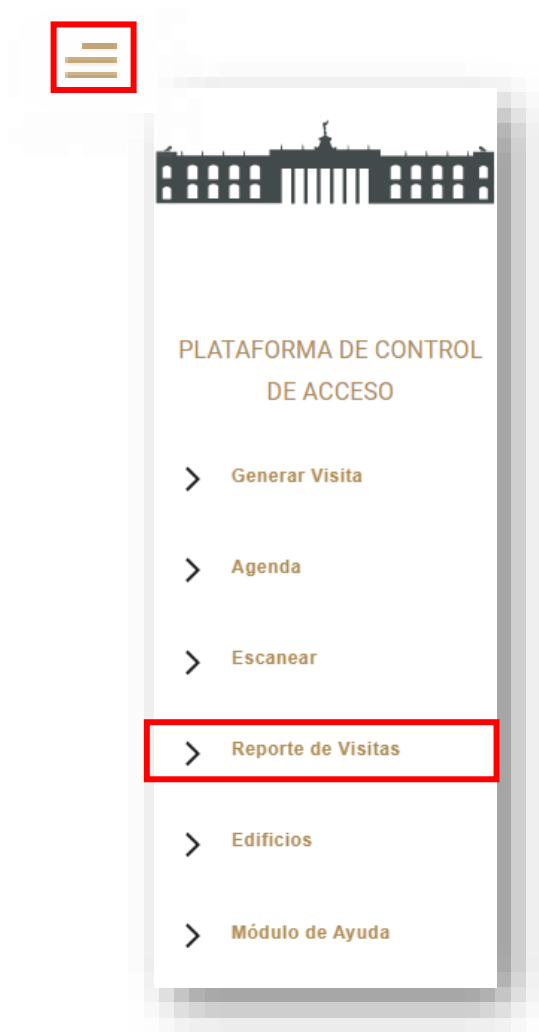 PLATAFORMA DE CONTROL
DE ACCESO
Generar Visita
Agenda
Escanear
Reporte de Visitas
Edificios
Módulo de Ayuda